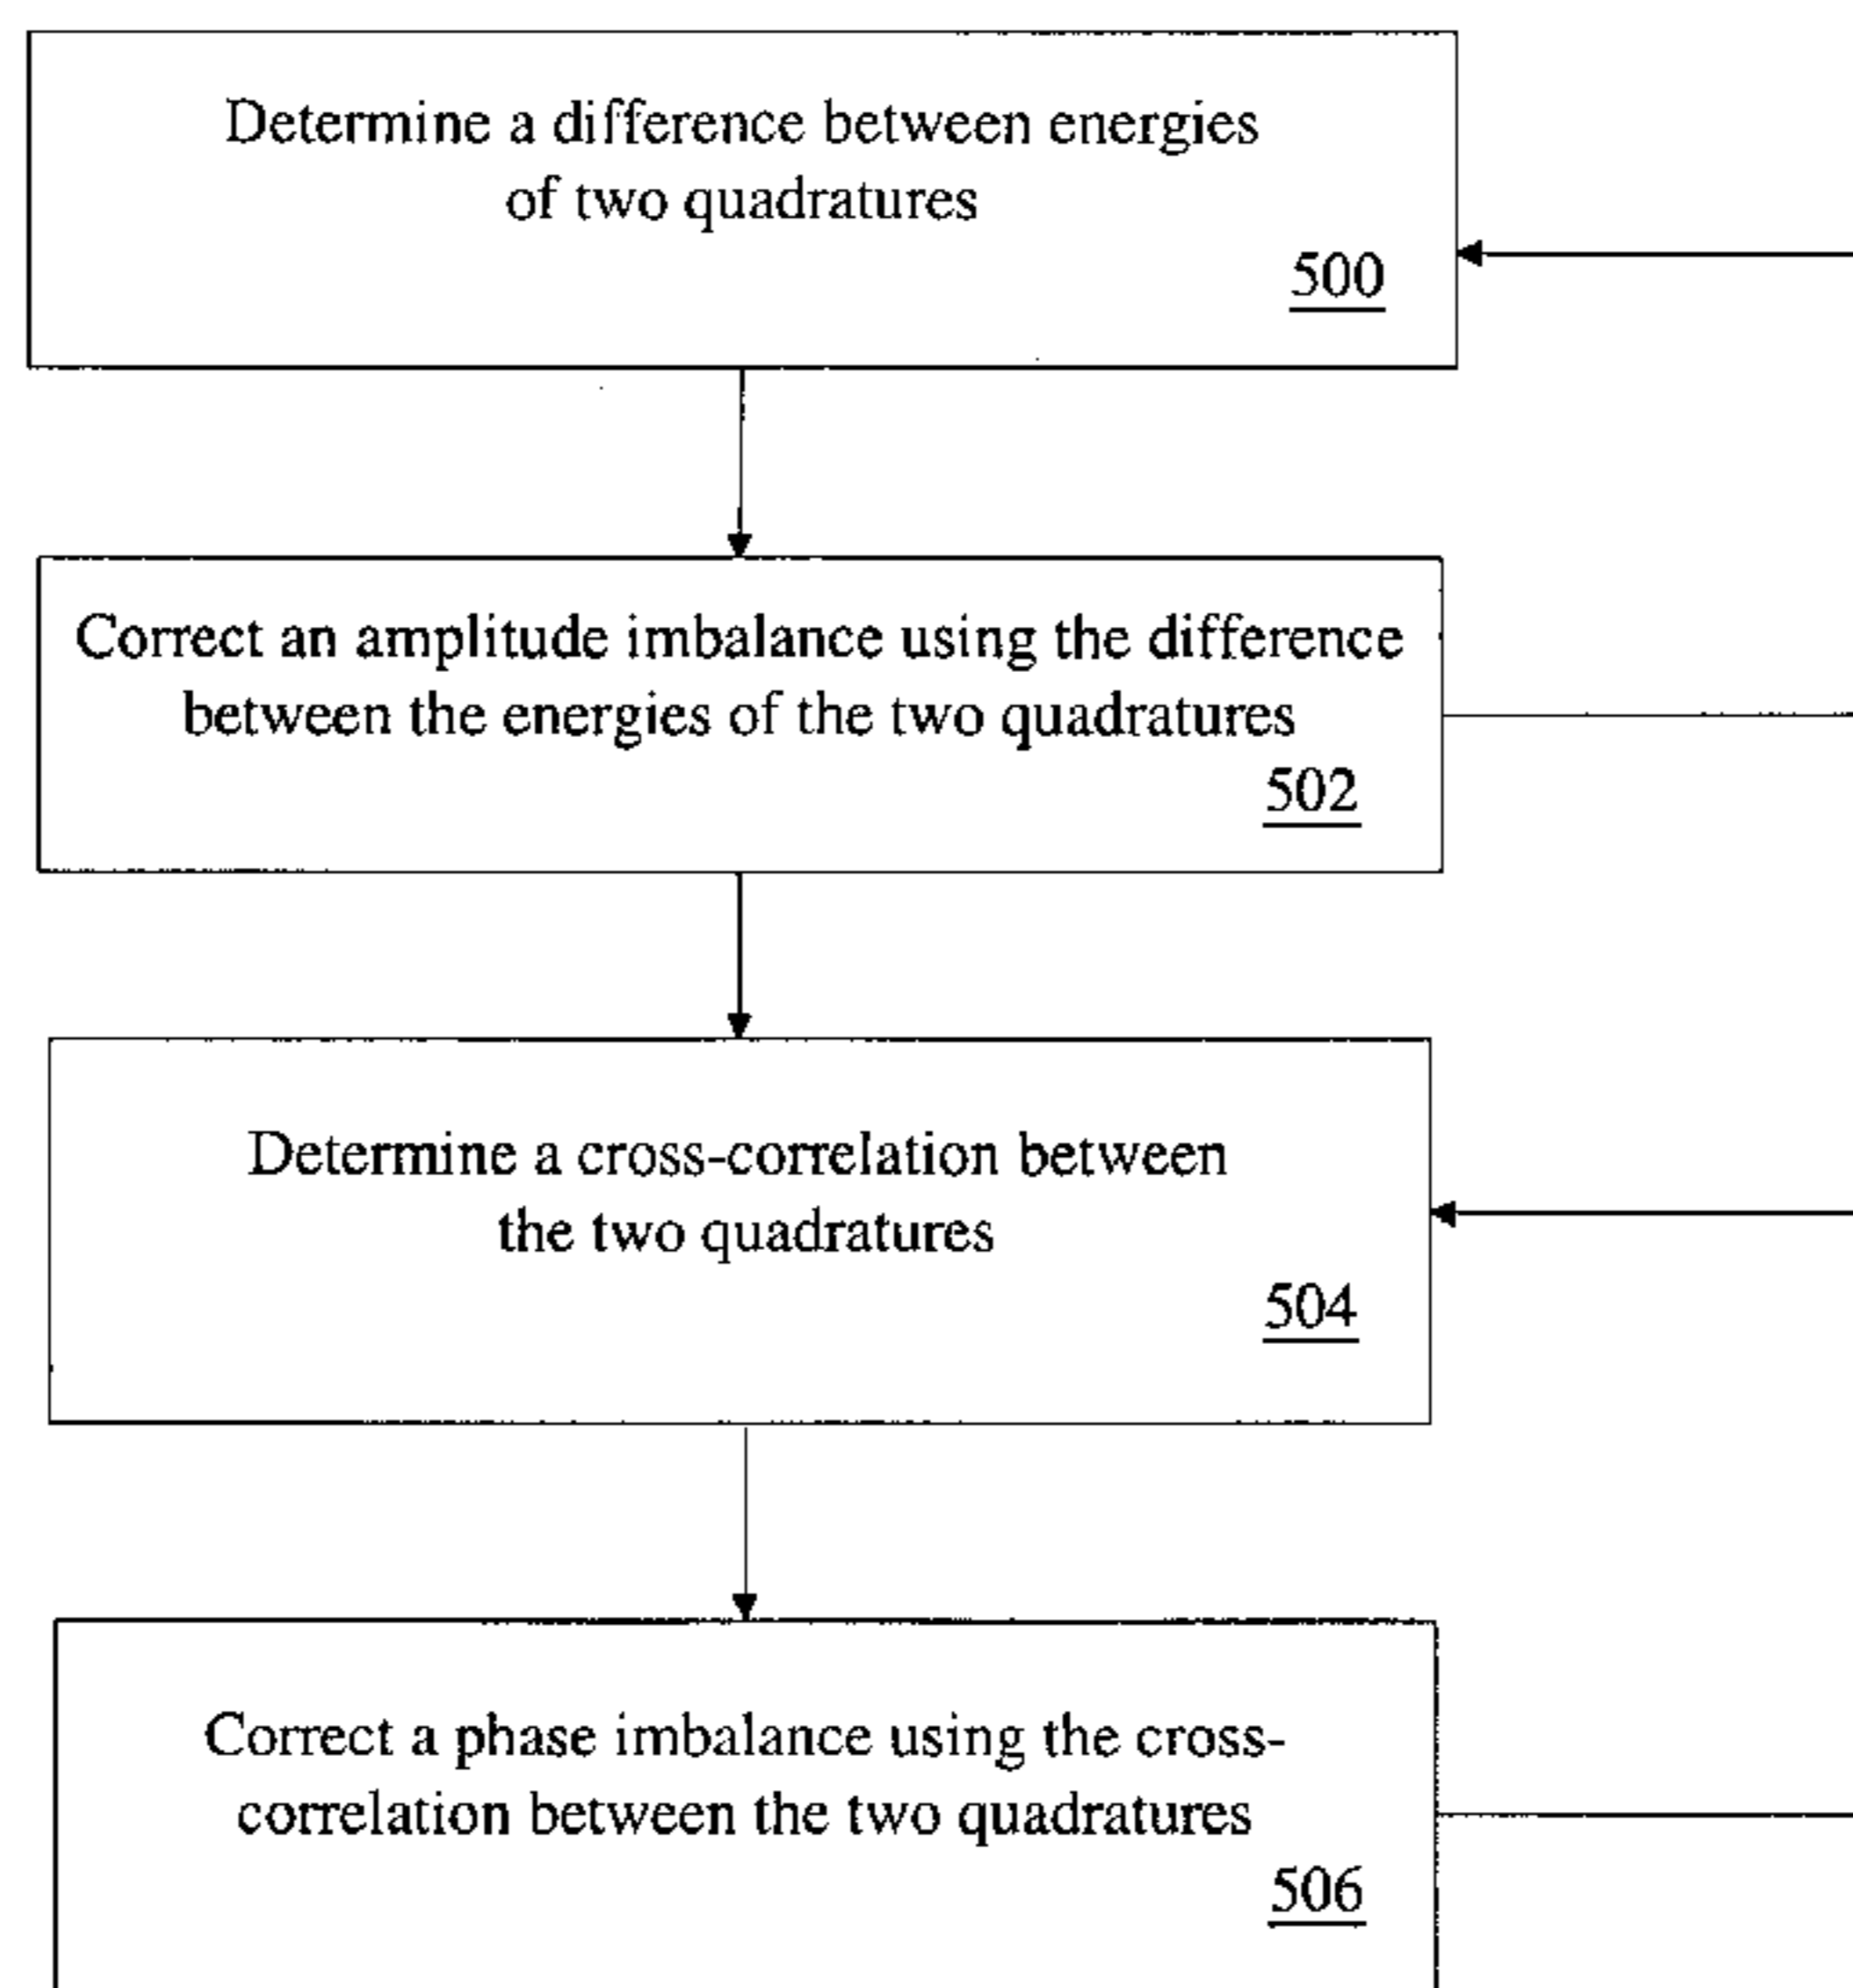 Determine a difference between energies
of two quadratures
500
Correct an amplitude imbalance using the difference
between the energies of the two quadratures
502
Determine a cross-correlation between
the two quadratures
504
Correct a phase imbalance using the cross-
correlation between the two quadratures
506